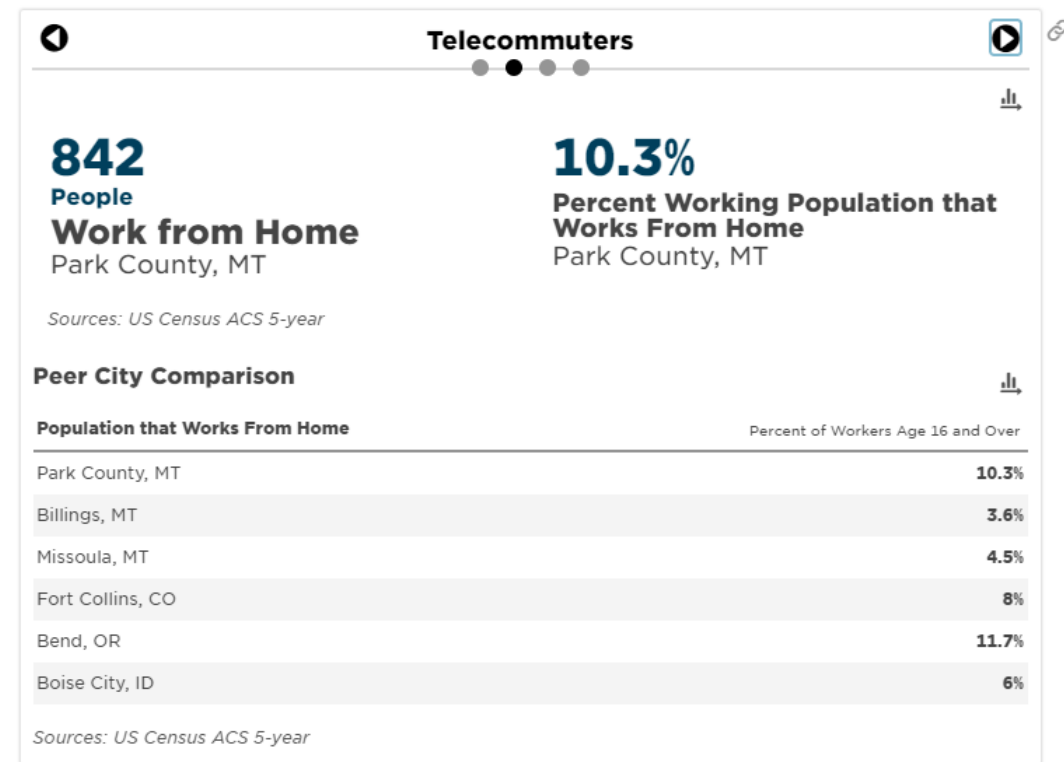 Telecommuters
842
People
Work from Home
Park County, MT
10.3%
Percent Working Population that
Works From Home
Park County, MT
Sources: US Census ACS 5-year
Peer City Comparison
Population that Works From Home Percent of Workers Age 16 and Over
Park County, MT 10.3%
Billings, MT 3.6%
Missoula, MT 4.5%
Fort Collins, CO 8%
Bend, OR 11.7%
Boise City, ID 6%
Sources: US Census ACS 5-year